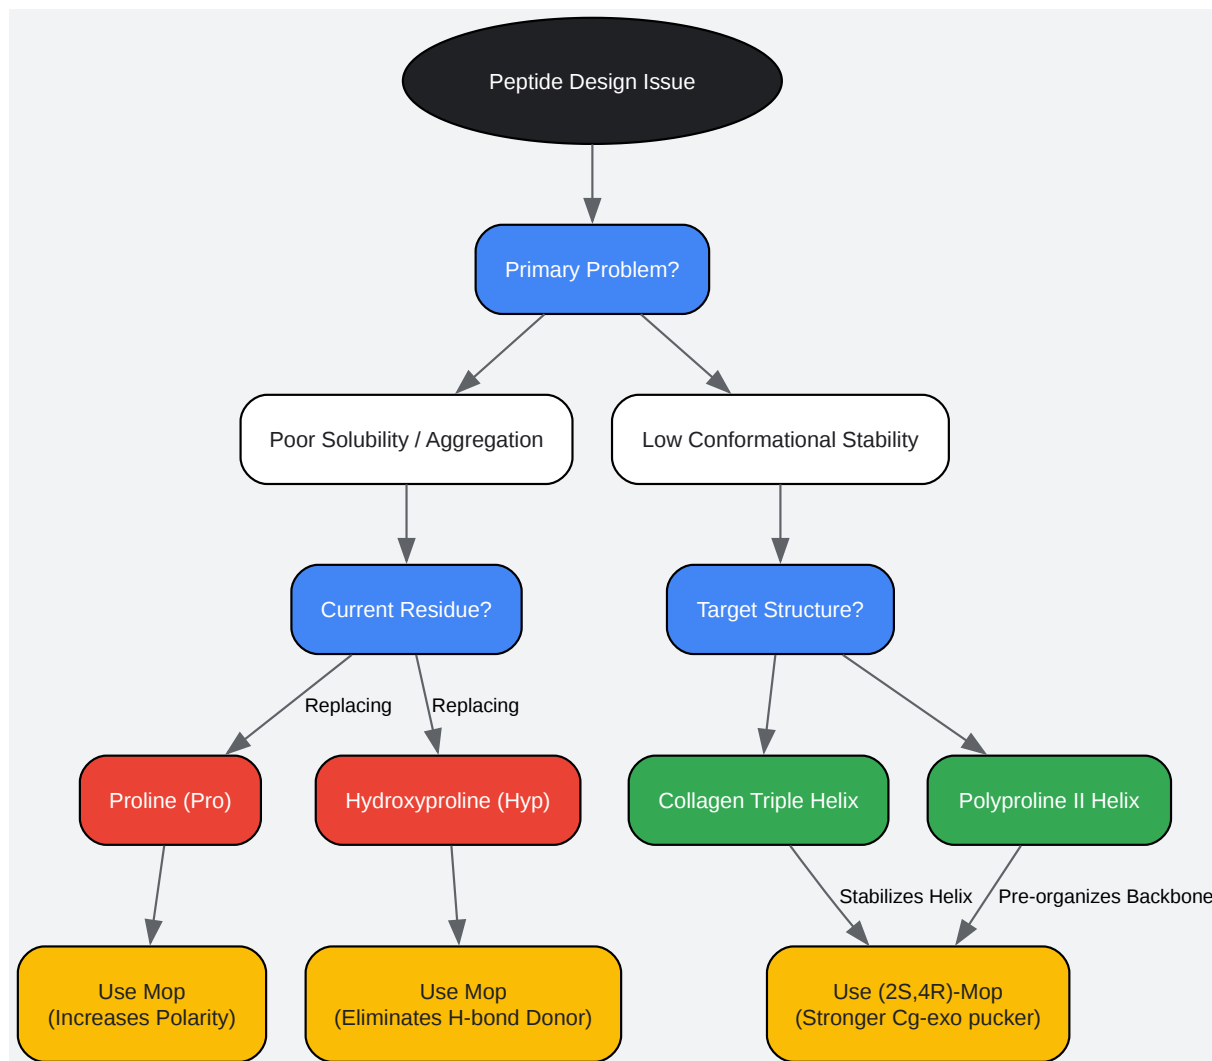 Peptide Design Issue
Primary Problem?
Poor Solubility / Aggregation
Low Conformational Stability
Current Residue?
Target Structure?
Replacing
Replacing
Proline (Pro)
Hydroxyproline (Hyp)
Collagen Triple Helix
Polyproline II Helix
Stabilizes Helix
Pre-organizes Backbone
Use Mop
(Increases Polarity)
Use Mop
(Eliminates H-bond Donor)
Use (2S,4R)-Mop
(Stronger Cg-exo pucker)